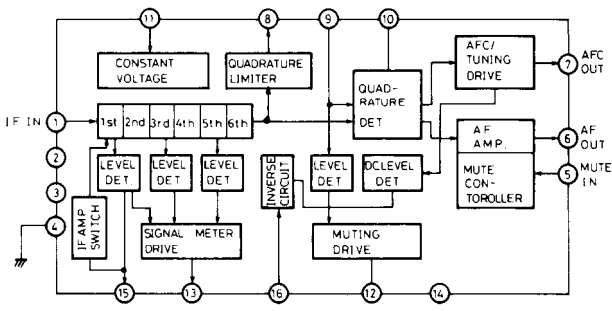 11
8
9
10
CONSTANT
VOLTAGE
QUADRATURE
LIMITER
AFC/
TUNING
DRIVE
7
AFC
OUT
QUAD-
RATURE
DET
IF IN
1
1st 2nd 3rd 4th 5th 6th
AF
AMP.
6
AF
OUT
2
LEVEL
DET.
LEVEL
DET
LEVEL
DET
INVERSE
CIRCUIT
LEVEL
DET
DCLEVEL
DET
MUTE CON-
TOROLLER
5
MUTE
IN
3
4
IF AMP
SWITCH
SIGNAL METER
DRIVE
MUTING
DRIVE
15
13
16
12
14